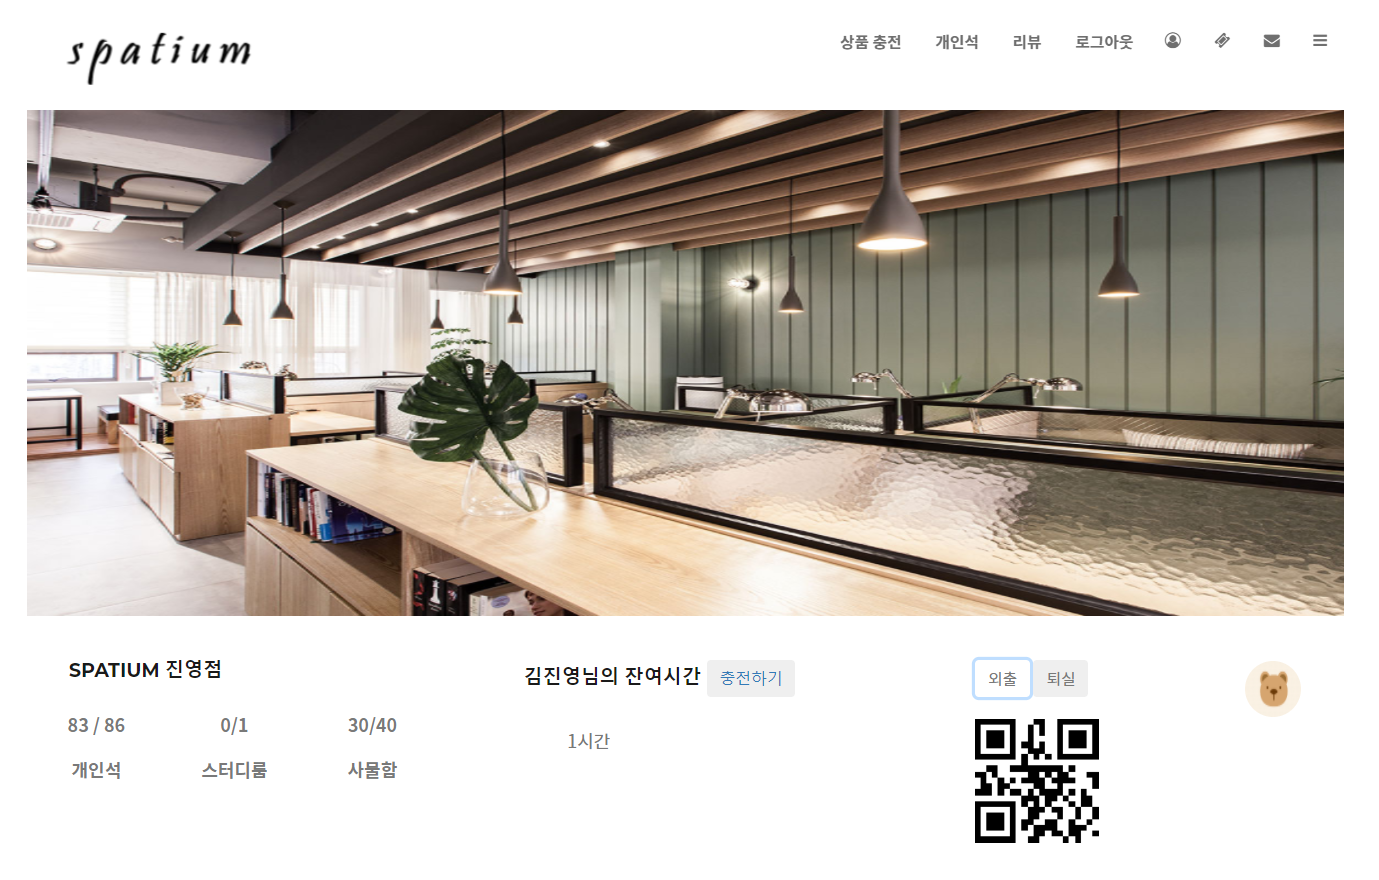 spatium
상품 충전 개인석 리뷰 로그아웃
SPATIUM 진영점
83 / 86 0/1 30/40
개인석 스터디룸 사물함
김진영님의 잔여시간 충전하기
1시간
외출 퇴실